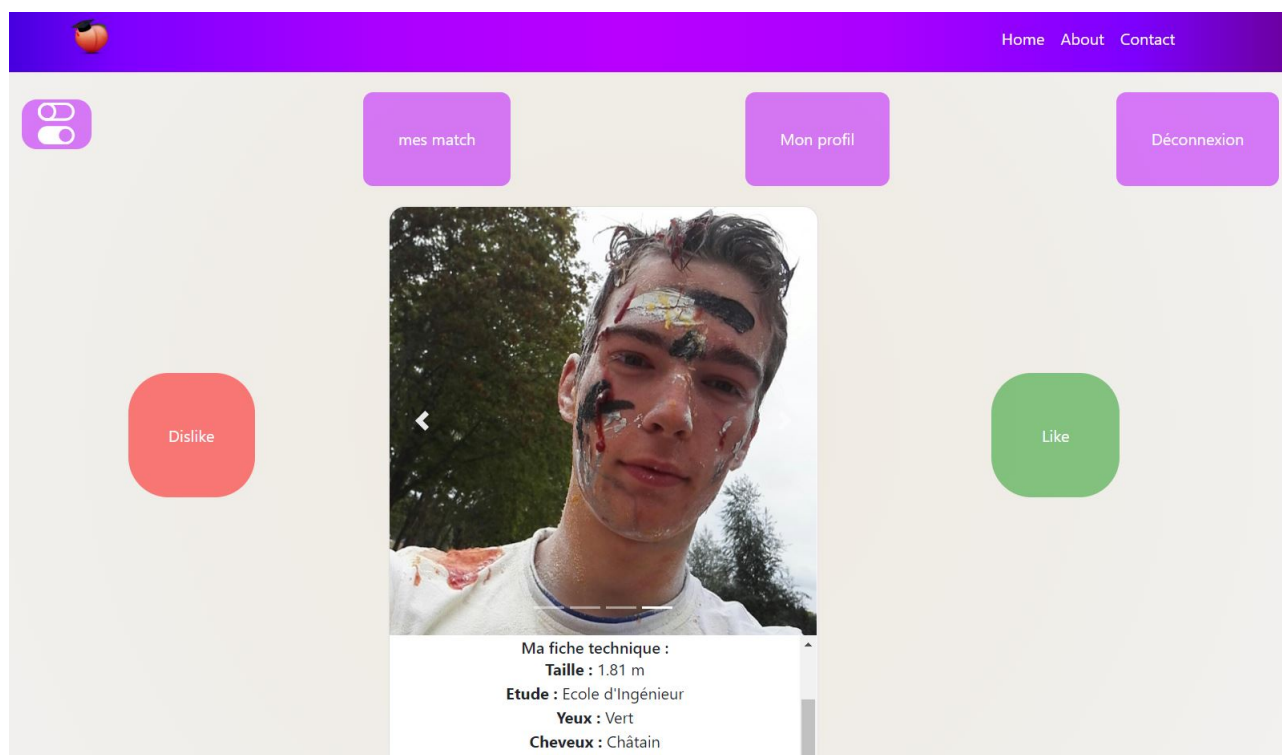 Home About Contact
mes match
Mon profil
Déconnexion
Dislike
Like
Ma fiche technique :
Taille : 1.81 m
Etude : Ecole d'Ingénieur
Yeux : Vert
Cheveux : Châtain